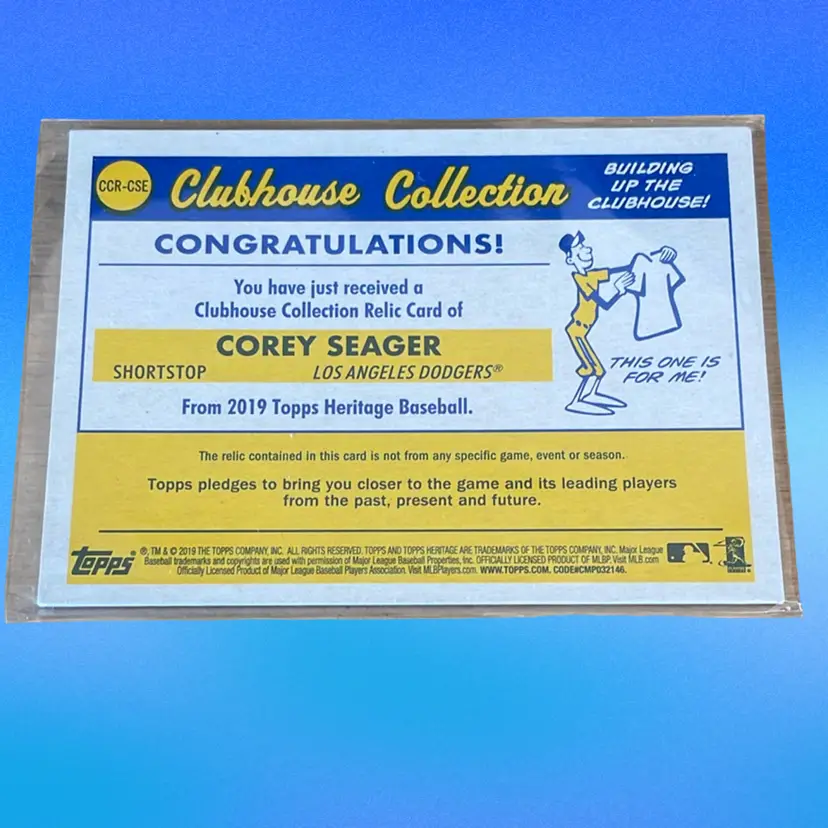 CCR-CSE
Clubhouse Collection
BUILDING
UP THE
CLUBHOUSE!
CONGRATULATIONS!
You have just received a
Clubhouse Collection Relic Card of
COREY SEAGER
SHORTSTOP
LOS ANGELES DODGERS®
From 2019 Topps Heritage Baseball.
THIS ONE IS
FOR ME!
The relic contained in this card is not from any specific game, event or season.
Topps pledges to bring you closer to the game and its leading players
from the past, present and future.
Topps®
®, TM & © 2019 THE TOPPS COMPANY, INC. ALL RIGHTS RESERVED. TOPPS AND TOPPS HERITAGE ARE TRADEMARKS OF THE TOPPS COMPANY, INC. Major League
Baseball trademarks and copyrights are used with permission of Major League Baseball Properties, Inc. OFFICIALLY LICENSED PRODUCT OF MLBP. Visit MLB.com
Officially Licensed Product of Major League Baseball Players Association. Visit MLBPlayers.com. WWW.TOPPS.COM. CODE#CMP032146.